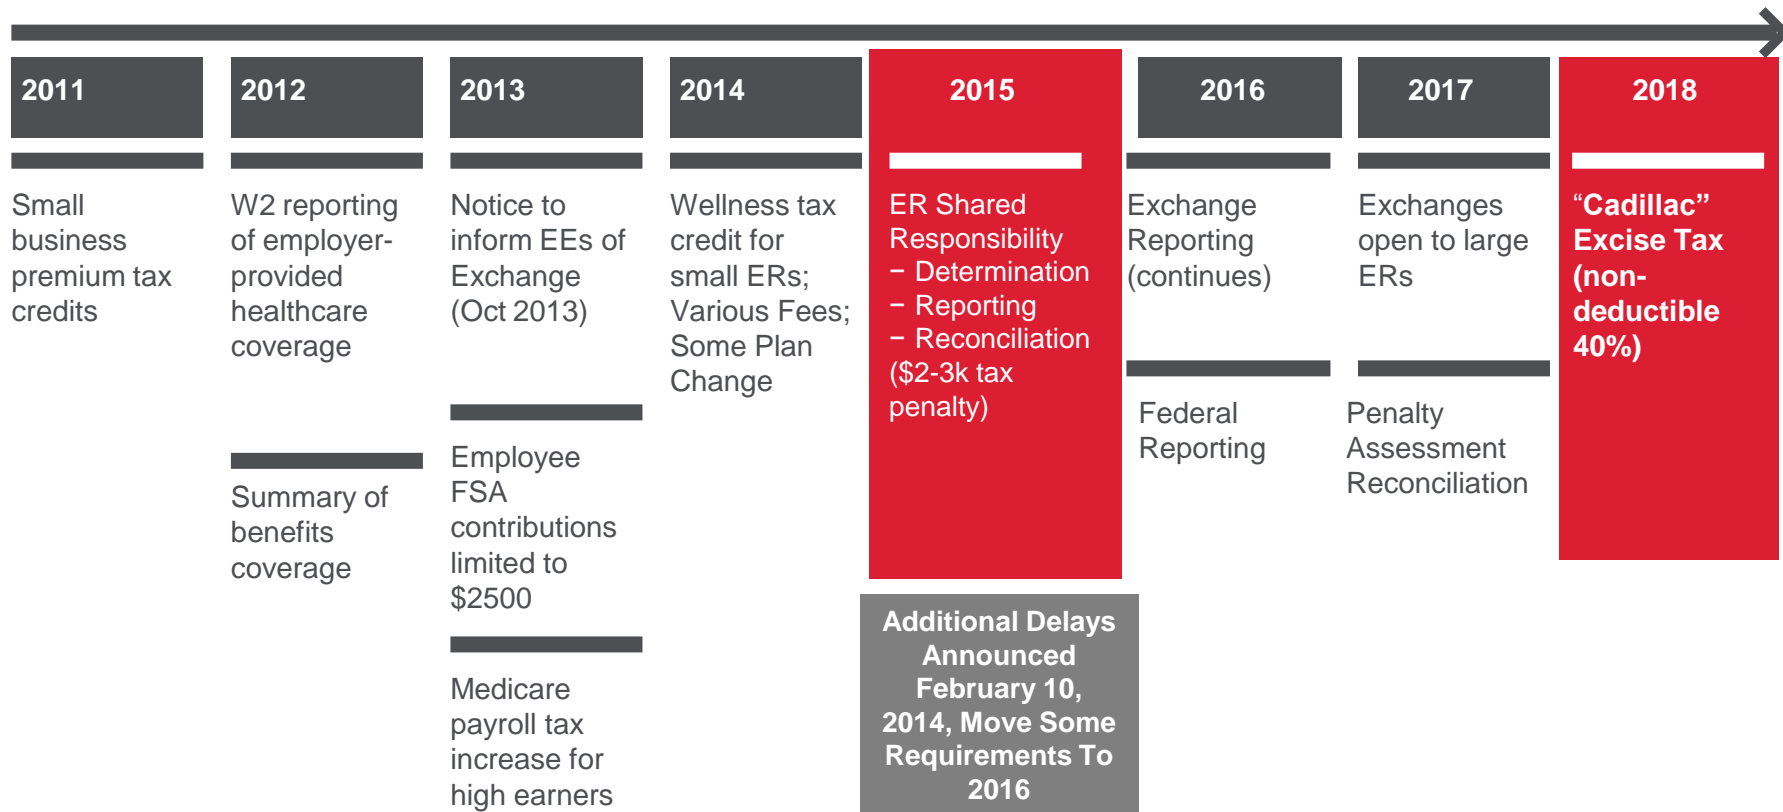 2011
2012
2013
2014
2015
2016
2017
2018
Small
business
premium tax
credits
W2 reporting
of employer-
provided
healthcare
coverage
Summary of
benefits
coverage
Notice to
inform EEs of
Exchange
(Oct 2013)
Employee
FSA
contributions
limited to
$2500
Medicare
payroll tax
increase for
high earners
Wellness tax
credit for
small ERs;
Various Fees;
Some Plan
Change
ER Shared
Responsibility
− Determination
− Reporting
− Reconciliation
($2-3k tax
penalty)
Additional Delays
Announced
February 10,
2014, Move Some
Requirements To
2016
Exchange
Reporting
(continues)
Federal
Reporting
Exchanges
open to large
ERs
Penalty
Assessment
Reconciliation
“Cadillac”
Excise Tax
(non-
deductible
40%)